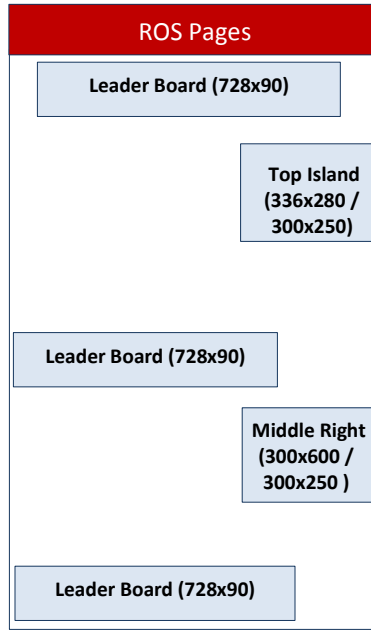 ROS Pages
Leader Board (728x90)
Top Island
(336x280 /
300x250)
Leader Board (728x90)
Middle Right
(300x600 /
300x250 )
Leader Board (728x90)